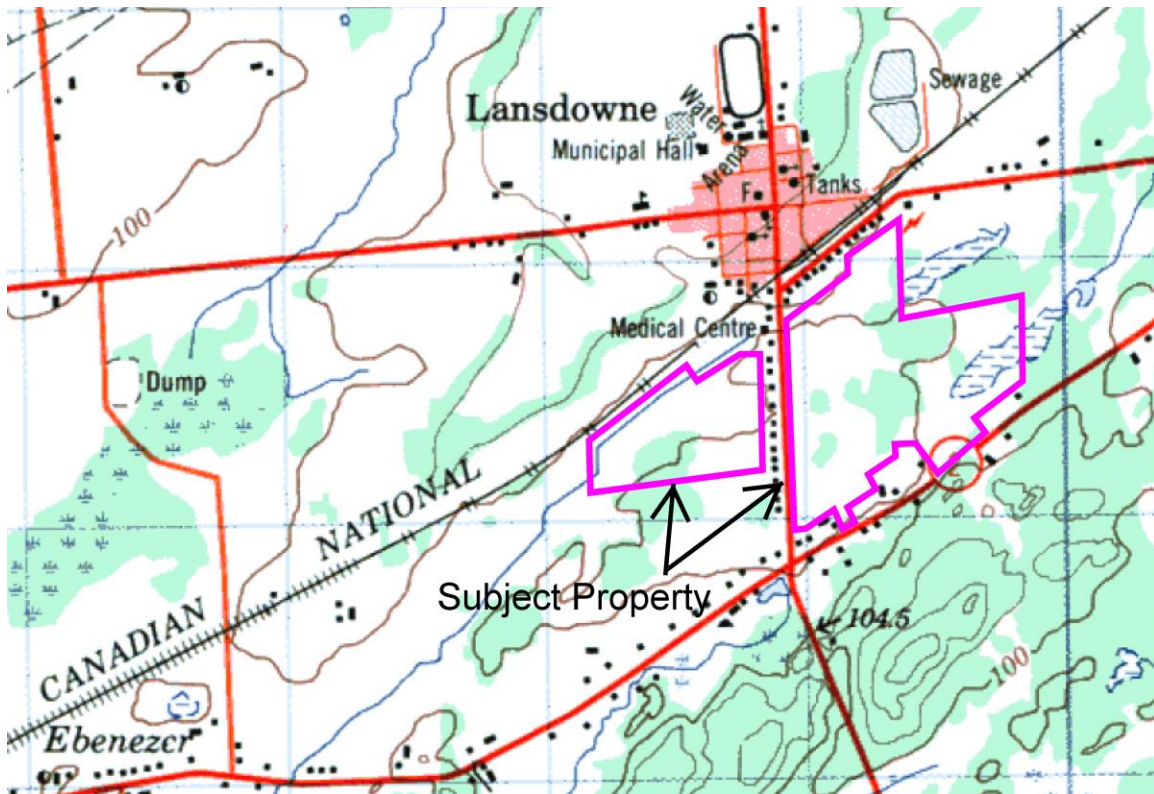 Sewage
Lansdowne
Water
Municipal Hall
Arena
F
Tanks
100
Medical Centre
Dump
NATIONAL
CANADIAN
Subject Property
104.5
100
Ebenezer